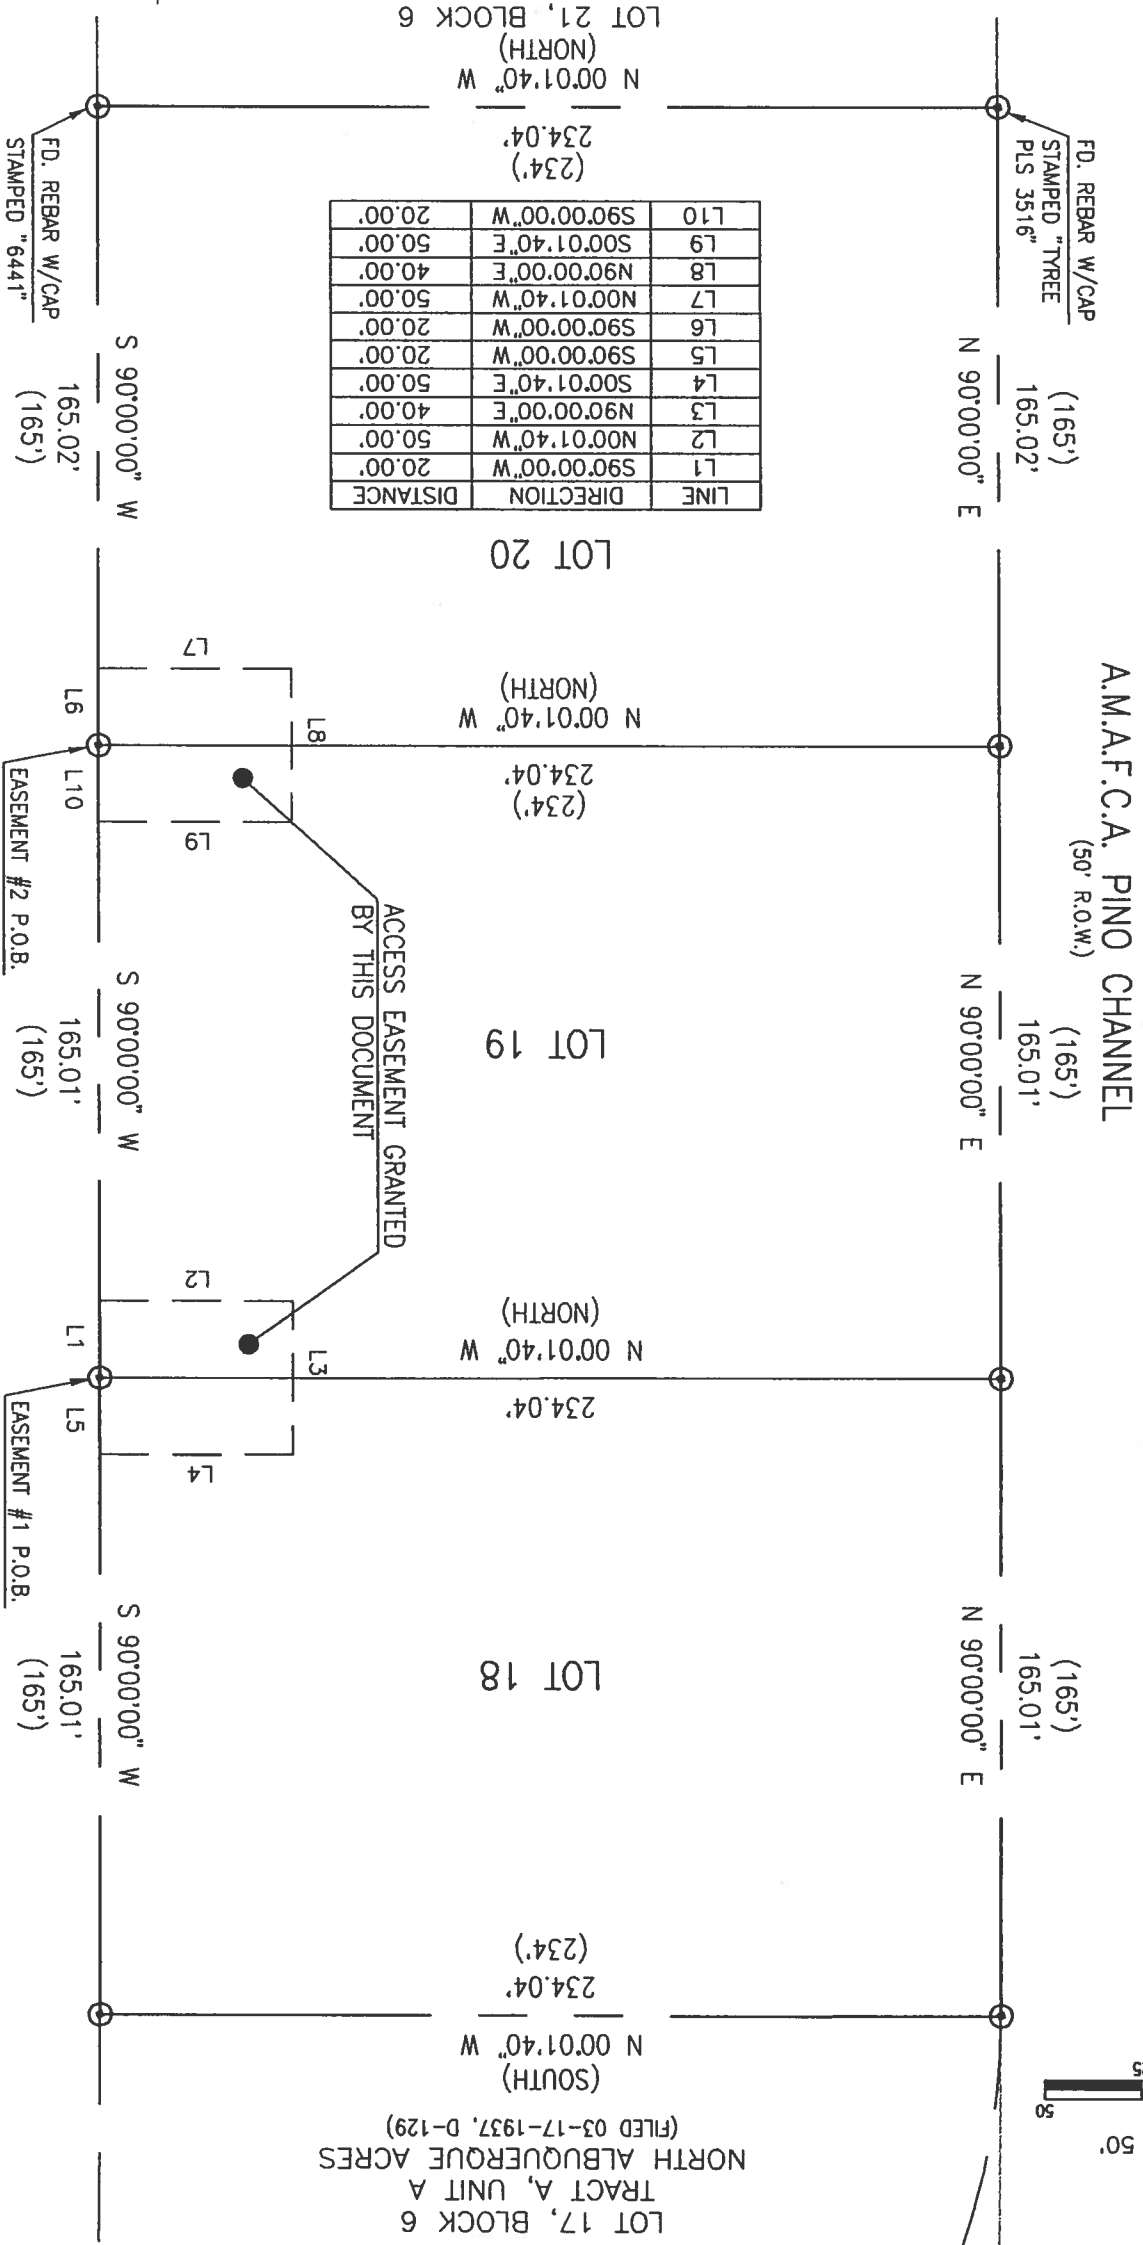 LOT 21, BLOCK 6
(NORTH)
N 00°01'40" W
234.04'
(234')
FD. REBAR W/CAP
STAMPED "TYREE
PLS 3516"
FD. REBAR W/CAP
STAMPED "6441"
(165')
165.02'
N 90°00'00" E
S 90°00'00" W
165.02'
(165')
LINE DIRECTION DISTANCE
L1 S90°00'00"W 20.00'
L2 N00°01'40"W 50.00'
L3 N90°00'00"E 40.00'
L4 S00°01'40"E 50.00'
L5 S90°00'00"W 20.00'
L6 S90°00'00"W 20.00'
L7 N00°01'40"W 50.00'
L8 N90°00'00"E 40.00'
L9 S00°01'40"E 50.00'
L10 S90°00'00"W 20.00'
LOT 20
A.M.A.F.C.A. PINO CHANNEL
(50' R.O.W.)
(NORTH)
N 00°01'40" W
234.04'
(234')
L7
L6
L8
L10
L9
EASEMENT #2 P.O.B.
ACCESS EASEMENT GRANTED
BY THIS DOCUMENT
(165')
165.01'
N 90°00'00" E
LOT 19
S 90°00'00" W
165.01'
(165')
L2
L1
L3
L5
L4
EASEMENT #1 P.O.B.
(NORTH)
N 00°01'40" W
234.04'
(165')
165.01'
N 90°00'00" E
LOT 18
S 90°00'00" W
165.01'
(165')
(234')
234.04'
N 00°01'40" W
(SOUTH)
(FILED 03-17-1937, D-129)
NORTH ALBUQUERQUE ACRES
TRACT A, UNIT A
LOT 17, BLOCK 6
50
50'